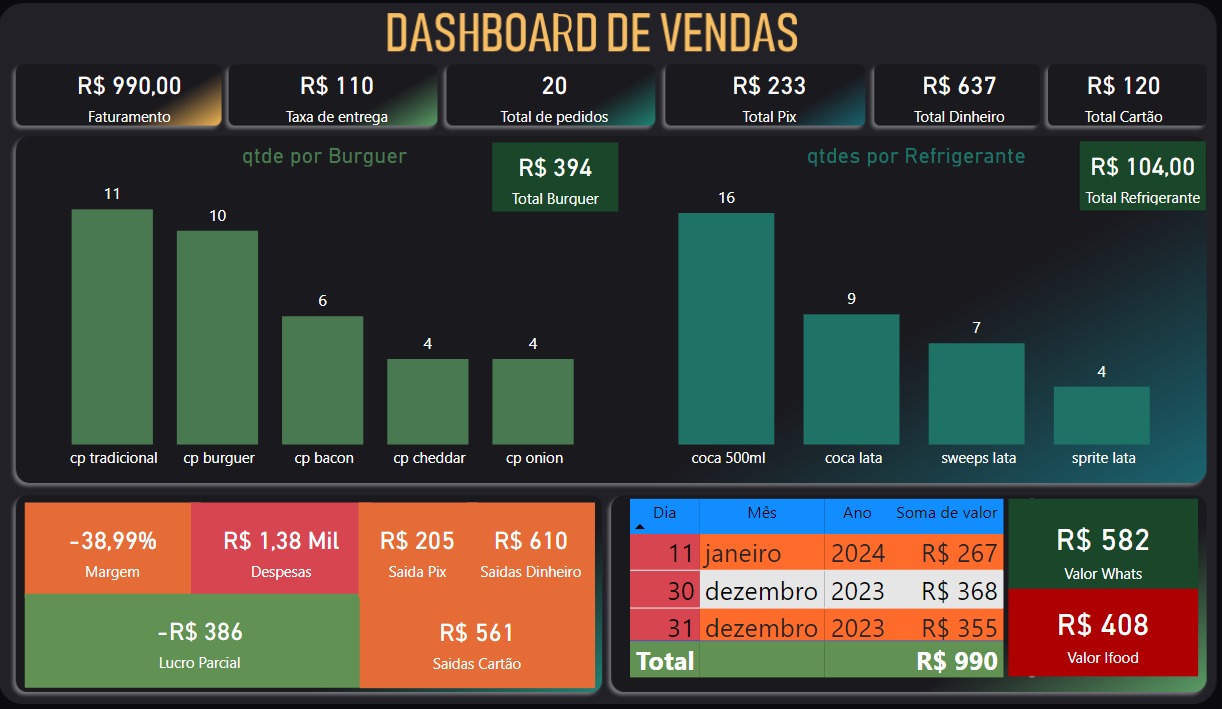 DASHBOARD DE VENDAS
R$ 990,00
Faturamento
R$ 110
Taxa de entrega
20
Total de pedidos
R$ 233
Total Pix
R$ 637
Total Dinheiro
R$ 120
Total Cartão
qtde por Burguer
R$ 394
Total Burguer
11
10
6
4
4
cp tradicional
cp burguer
cp bacon
cp cheddar
cp onion
qtdes por Refrigerante
R$ 104,00
Total Refrigerante
16
9
7
4
coca 500ml
coca lata
sweeps lata
sprite lata
-38,99%
Margem
R$ 1,38 Mil
Despesas
R$ 205
Saida Pix
R$ 610
Saidas Dinheiro
-R$ 386
Lucro Parcial
R$ 561
Saidas Cartão
Dia Mês Ano Soma de valor
11 janeiro 2024 R$ 267
30 dezembro 2023 R$ 368
31 dezembro 2023 R$ 355
Total R$ 990
R$ 582
Valor Whats
R$ 408
Valor Ifood